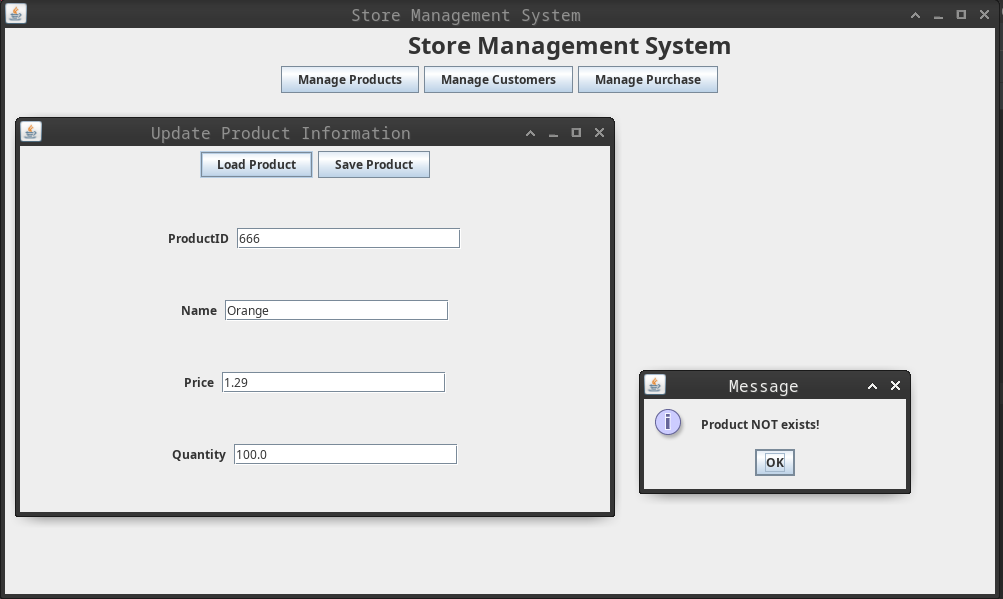 Store Management System
Store Management System
Manage Products Manage Customers Manage Purchase
Update Product Information
Load Product Save Product
ProductID 666
Name Orange
Price 1.29
Quantity 100.0
Message
i Product NOT exists!
OK